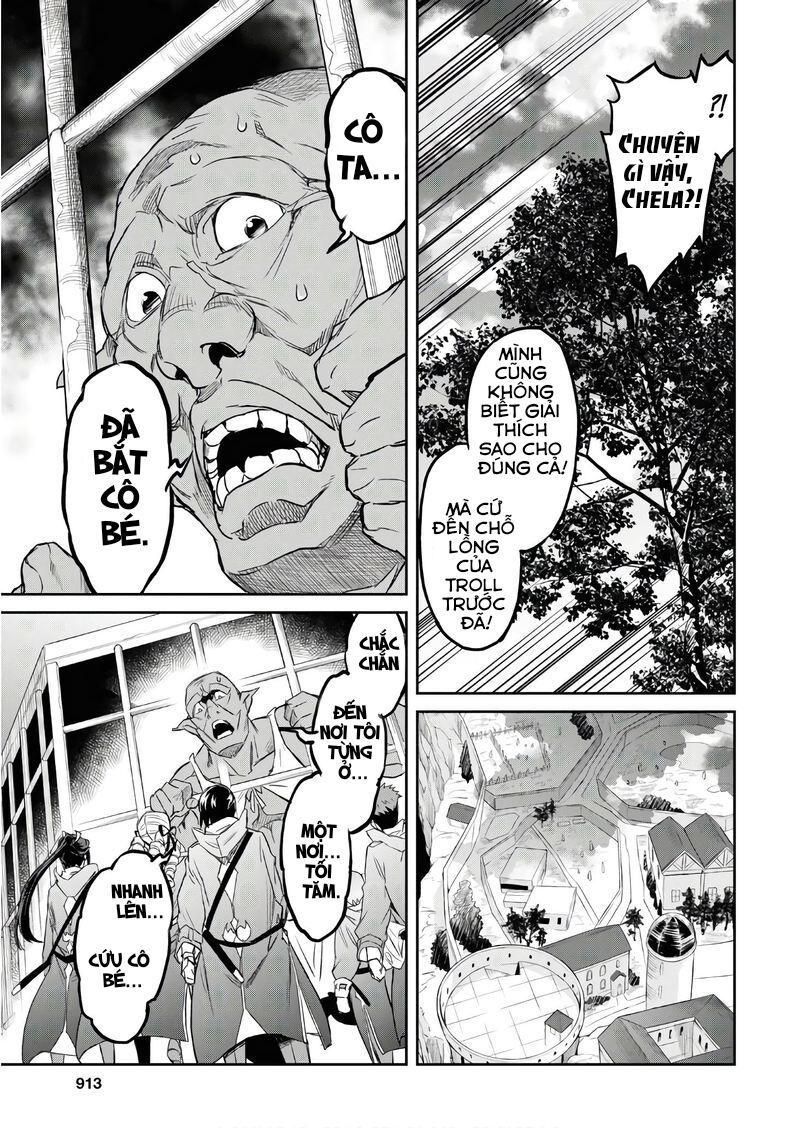 ?!
CHUYỆN
GÌ VẬY,
CHELA?!
MÌNH
CŨNG
KHÔNG
BIẾT GIẢI
THÍCH
SAO CHO
ĐÚNG CẢ!
MÀ CỨ
ĐẾN CHỖ
LỒNG
CỦA
TROLL
TRƯỚC
ĐÃ!
CÔ
TA...
ĐÃ
BẮT CÔ
BÉ.
CHẮC
CHẮN
ĐẾN
NƠI TÔI
TỪNG
Ở...
MỘT
NƠI...
TỐI
TĂM.
NHANH
LÊN...
CỨU CÔ
BÉ...
913